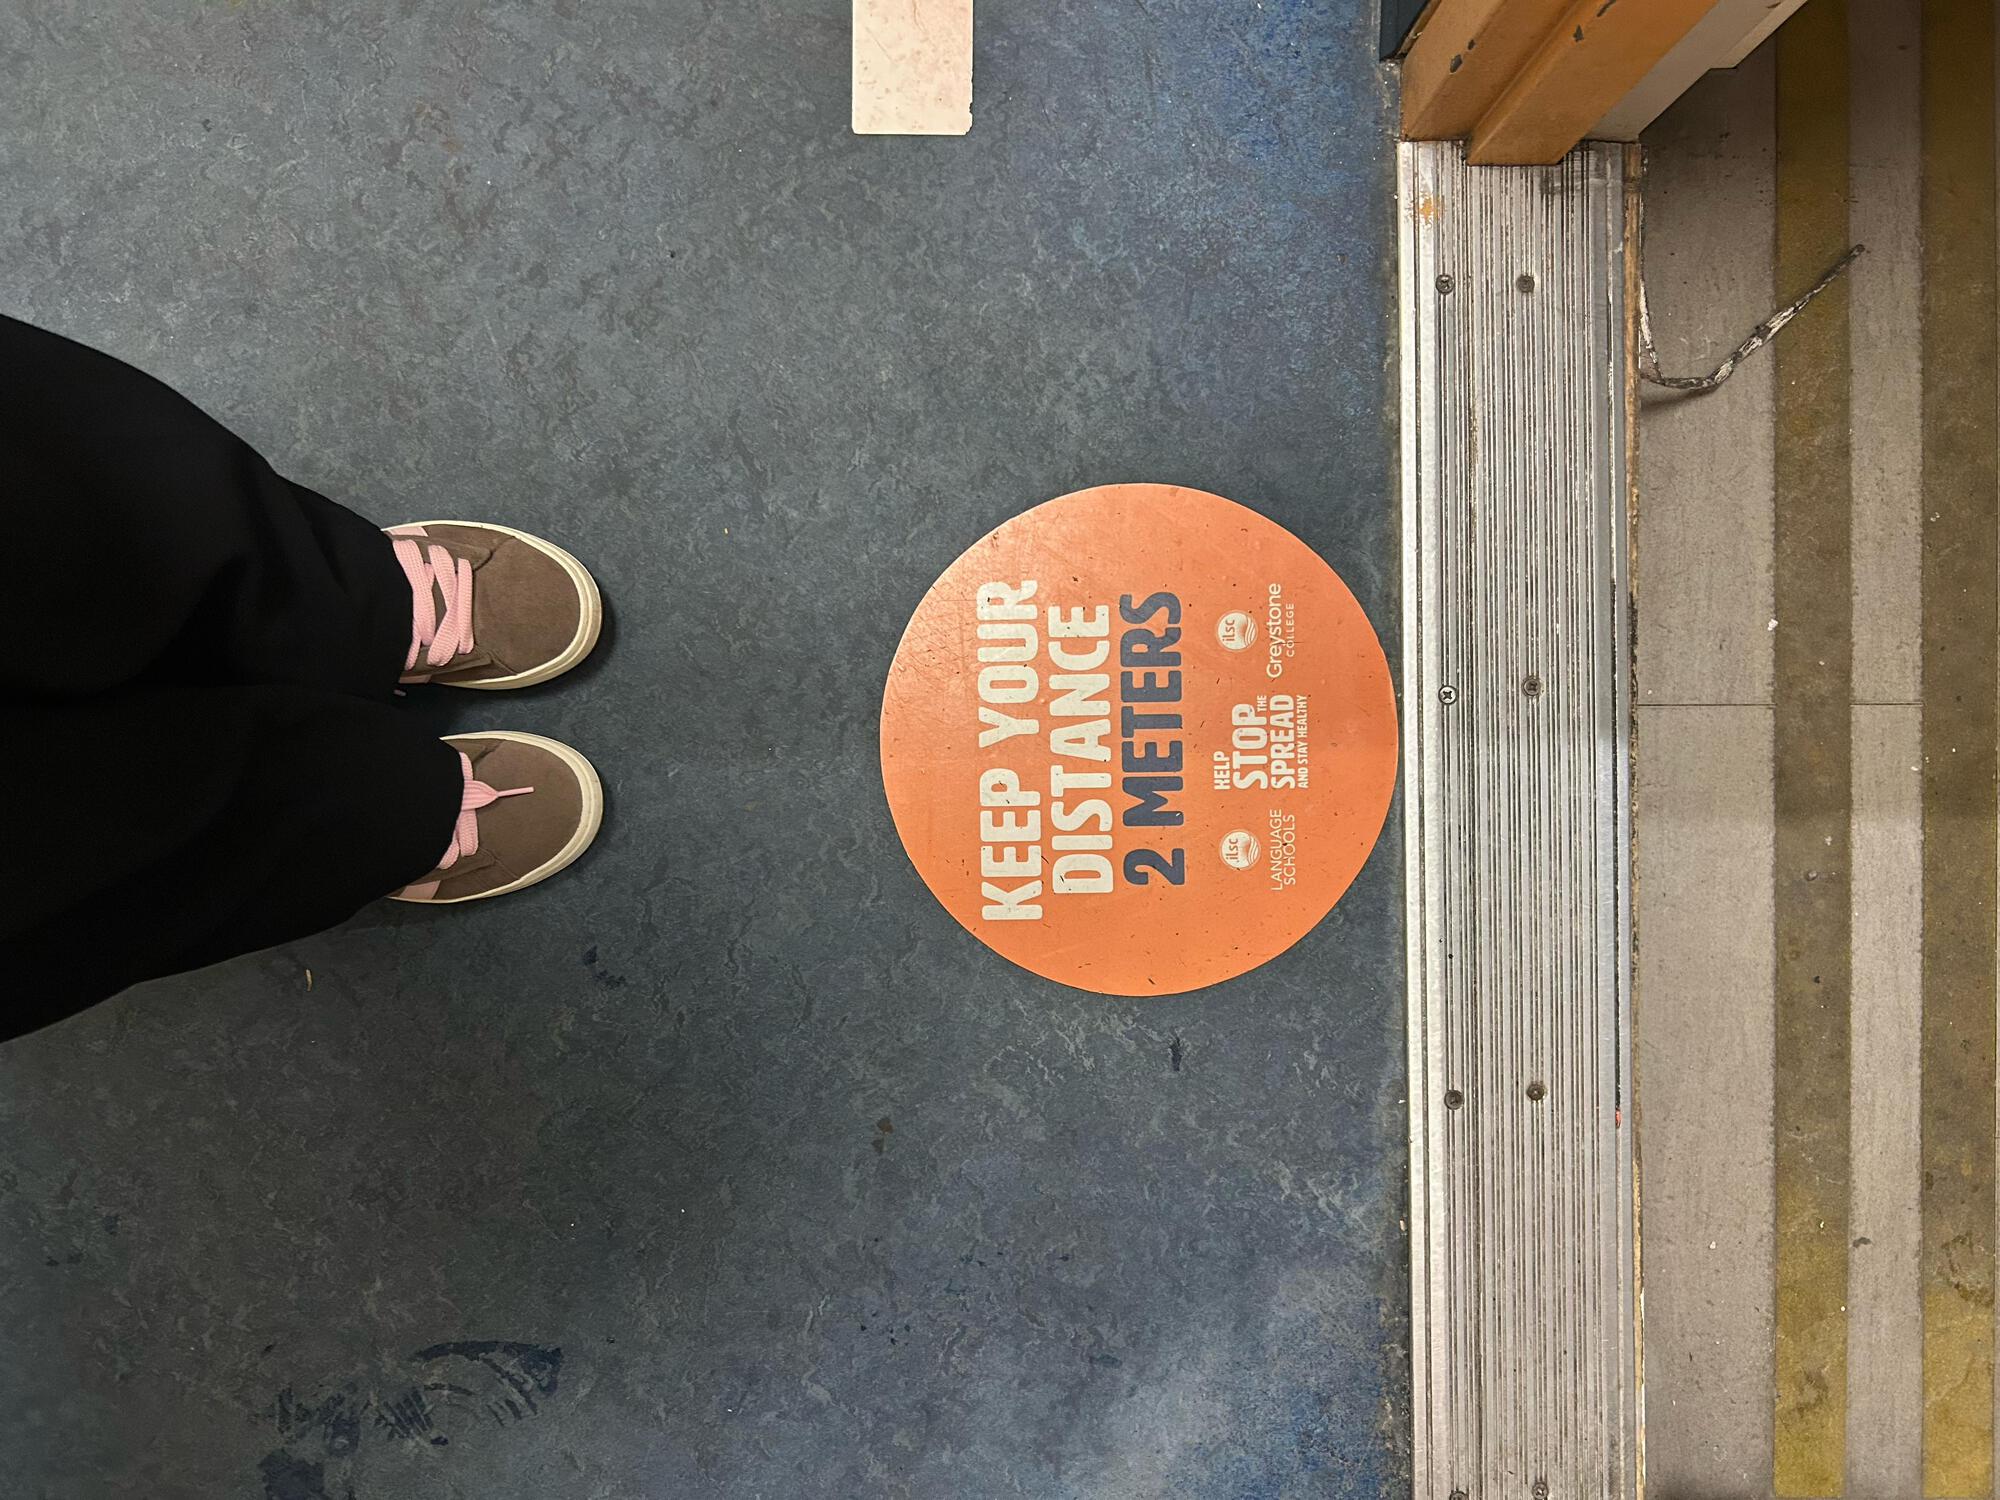 KEEP YOUR
DISTANCE
2 METERS
ilsc
LANGUAGE
SCHOOLS
HELP
STOP THE
SPREAD
AND STAY HEALTHY
ilsc
Greystone
COLLEGE